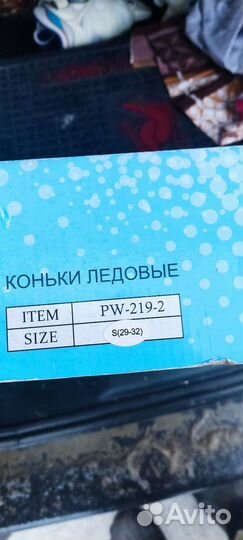 КОНЬКИ ЛЕДОВЫЕ
ITEM PW-219-2
SIZE S(29-32)
Avito